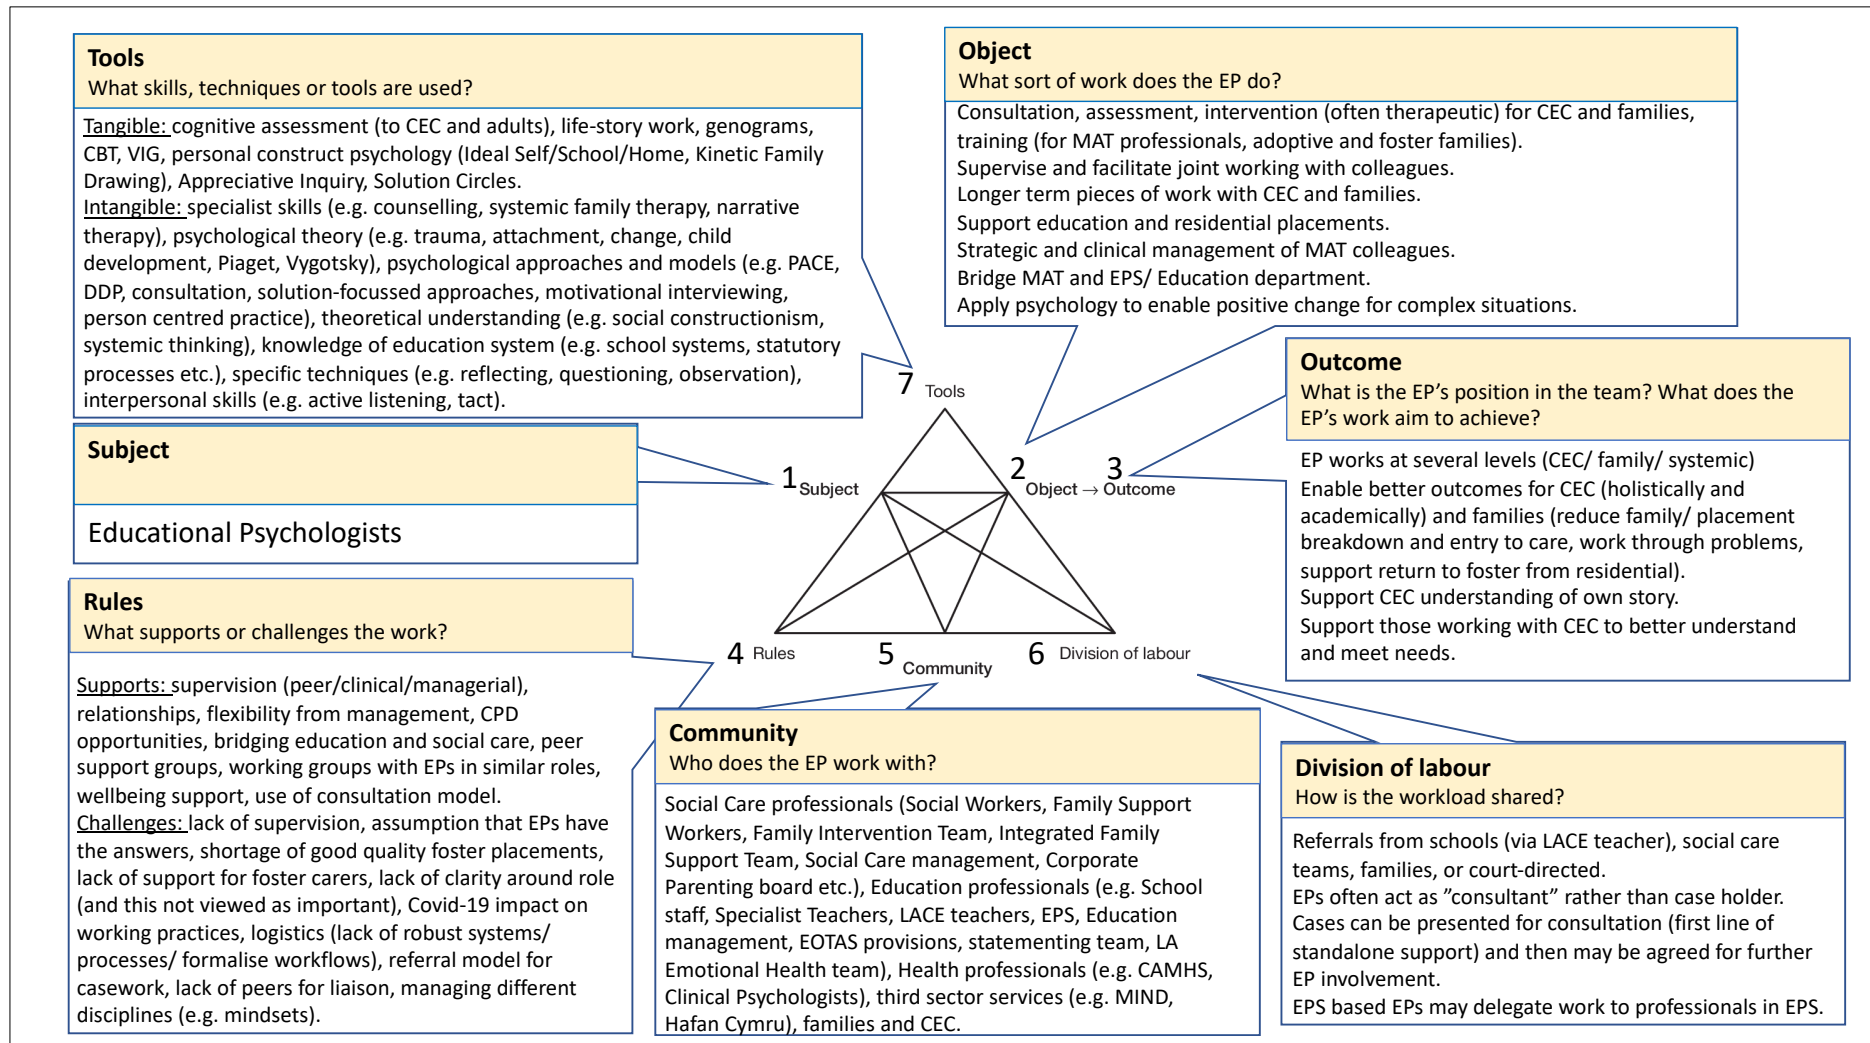 Tools
What skills, techniques or tools are used?
Tangible: cognitive assessment (to CEC and adults), life-story work, genograms,
CBT, VIG, personal construct psychology (Ideal Self/School/Home, Kinetic Family
Drawing), Appreciative Inquiry, Solution Circles.
Intangible: specialist skills (e.g. counselling, systemic family therapy, narrative
therapy), psychological theory (e.g. trauma, attachment, change, child
development, Piaget, Vygotsky), psychological approaches and models (e.g. PACE,
DDP, consultation, solution-focussed approaches, motivational interviewing,
person centred practice), theoretical understanding (e.g. social constructionism,
systemic thinking), knowledge of education system (e.g. school systems, statutory
processes etc.), specific techniques (e.g. reflecting, questioning, observation),
interpersonal skills (e.g. active listening, tact).
Object
What sort of work does the EP do?
Consultation, assessment, intervention (often therapeutic) for CEC and families,
training (for MAT professionals, adoptive and foster families).
Supervise and facilitate joint working with colleagues.
Longer term pieces of work with CEC and families.
Support education and residential placements.
Strategic and clinical management of MAT colleagues.
Bridge MAT and EPS/ Education department.
Apply psychology to enable positive change for complex situations.
Outcome
What is the EP's position in the team? What does the
EP's work aim to achieve?
EP works at several levels (CEC/ family/ systemic)
Enable better outcomes for CEC (holistically and
academically) and families (reduce family/ placement
breakdown and entry to care, work through problems,
support return to foster from residential).
Support CEC understanding of own story.
Support those working with CEC to better understand
and meet needs.
Subject
Educational Psychologists
7 Tools
1 Subject
2 3
Object → Outcome
4 Rules
5 Community
6 Division of labour
Rules
What supports or challenges the work?
Supports: supervision (peer/clinical/managerial),
relationships, flexibility from management, CPD
opportunities, bridging education and social care, peer
support groups, working groups with EPs in similar roles,
wellbeing support, use of consultation model.
Challenges: lack of supervision, assumption that EPs have
the answers, shortage of good quality foster placements,
lack of support for foster carers, lack of clarity around role
(and this not viewed as important), Covid-19 impact on
working practices, logistics (lack of robust systems/
processes/ formalise workflows), referral model for
casework, lack of peers for liaison, managing different
disciplines (e.g. mindsets).
Community
Who does the EP work with?
Social Care professionals (Social Workers, Family Support
Workers, Family Intervention Team, Integrated Family
Support Team, Social Care management, Corporate
Parenting board etc.), Education professionals (e.g. School
staff, Specialist Teachers, LACE teachers, EPS, Education
management, EOTAS provisions, statementing team, LA
Emotional Health team), Health professionals (e.g. CAMHS,
Clinical Psychologists), third sector services (e.g. MIND,
Hafan Cymru), families and CEC.
Division of labour
How is the workload shared?
Referrals from schools (via LACE teacher), social care
teams, families, or court-directed.
EPs often act as ”consultant” rather than case holder.
Cases can be presented for consultation (first line of
standalone support) and then may be agreed for further
EP involvement.
EPS based EPs may delegate work to professionals in EPS.